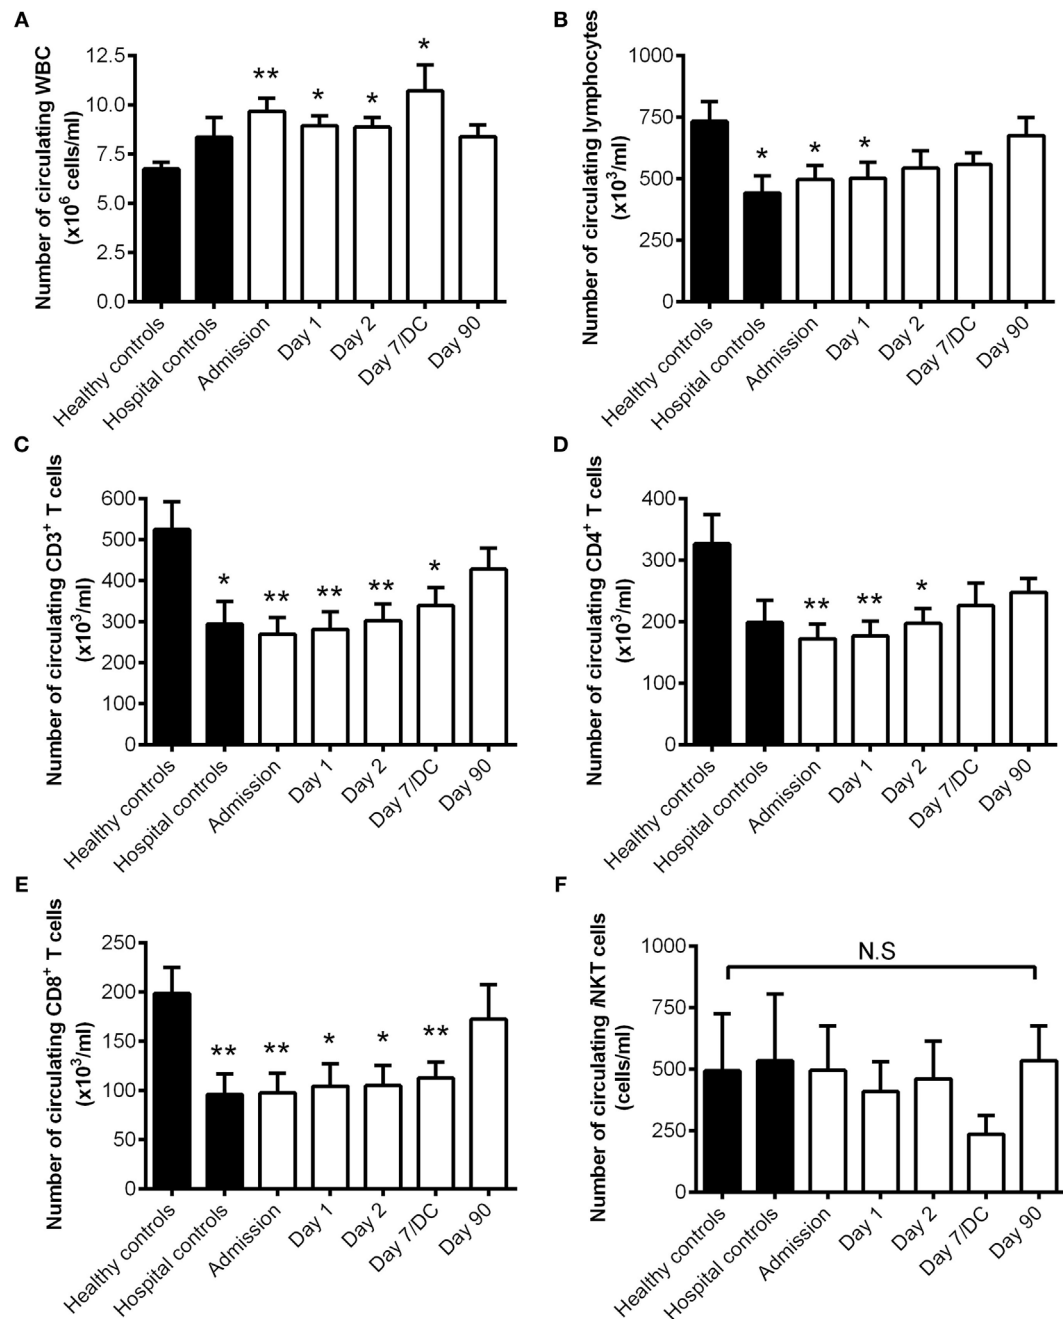 A
Number of circulating WBC
(x10⁶ cells/ml)
12.5
10.0
7.5
5.0
2.5
0.0
** * * *
Healthy controls
Hospital controls
Admission
Day 1
Day 2
Day 7/DC
Day 90
B
Number of circulating lymphocytes
(x10³/ml)
1000
750
500
250
0
* * *
Healthy controls
Hospital controls
Admission
Day 1
Day 2
Day 7/DC
Day 90
C
Number of circulating CD3⁺ T cells
(x10³/ml)
600
500
400
300
200
100
0
* ** ** ** *
Healthy controls
Hospital controls
Admission
Day 1
Day 2
Day 7/DC
Day 90
D
Number of circulating CD4⁺ T cells
(x10³/ml)
400
300
200
100
0
** ** *
Healthy controls
Hospital controls
Admission
Day 1
Day 2
Day 7/DC
Day 90
E
Number of circulating CD8⁺ T cells
(x10³/ml)
250
200
150
100
50
0
** ** * * **
Healthy controls
Hospital controls
Admission
Day 1
Day 2
Day 7/DC
Day 90
F
Number of circulating iNKT cells
(cells/ml)
1000
750
500
250
0
N.S
Healthy controls
Hospital controls
Admission
Day 1
Day 2
Day 7/DC
Day 90